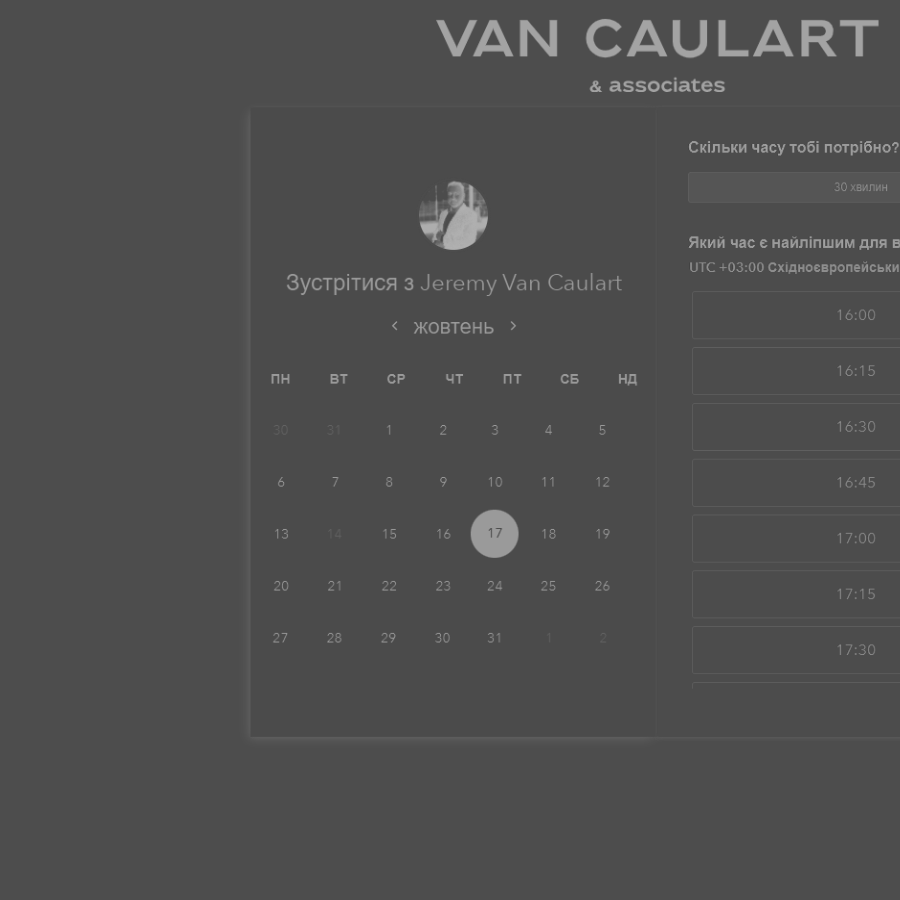 VAN CAULART
& associates
Зустрітися з Jeremy Van Caulart
‹ жовтень ›
ПН ВТ СР ЧТ ПТ СБ НД
30 31 1 2 3 4 5
6 7 8 9 10 11 12
13 14 15 16 17 18 19
20 21 22 23 24 25 26
27 28 29 30 31 1 2
Скільки часу тобі потрібно?
30 хвилин
Який час є найліпшим для в
UTC +03:00 Східноєвропейськи
16:00
16:15
16:30
16:45
17:00
17:15
17:30